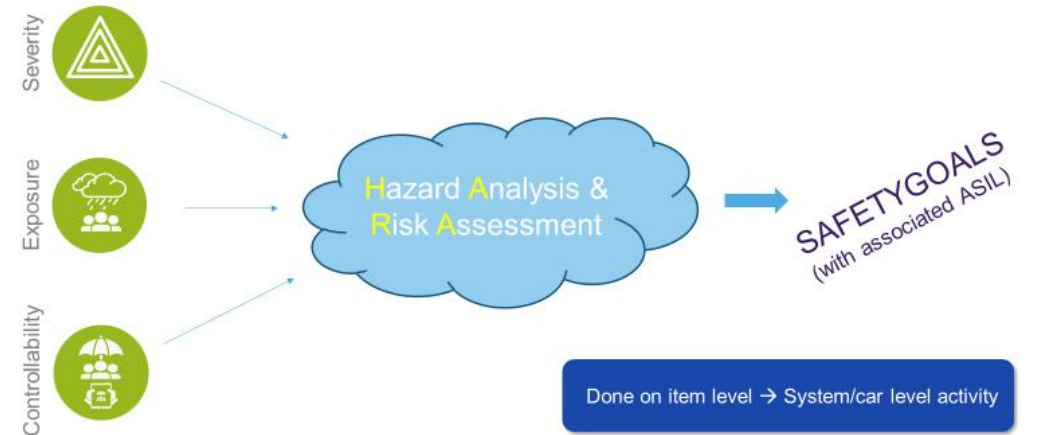 Severity
Exposure
Controllability
Hazard Analysis &
Risk Assessment
SAFETYGOALS
(with associated ASIL)
Done on item level → System/car level activity